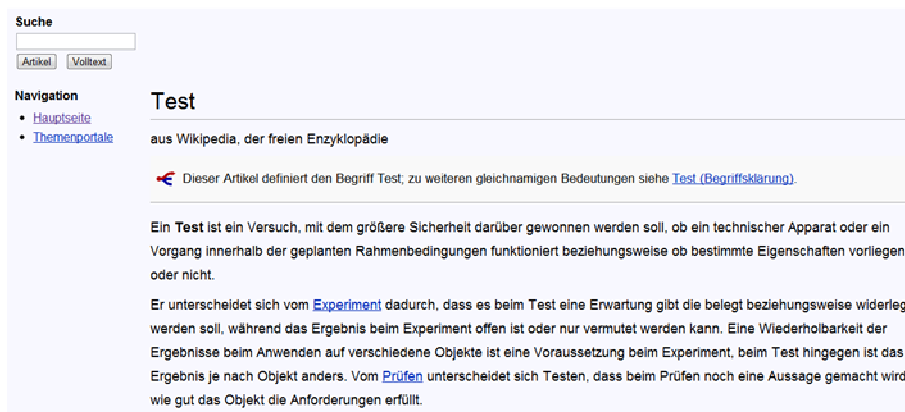 Suche
Artikel Volltext
Navigation
Hauptseite
Themenportale
Test
aus Wikipedia, der freien Enzyklopädie
Dieser Artikel definiert den Begriff Test; zu weiteren gleichnamigen Bedeutungen siehe Test (Begriffsklärung).
Ein Test ist ein Versuch, mit dem größere Sicherheit darüber gewonnen werden soll, ob ein technischer Apparat oder ein
Vorgang innerhalb der geplanten Rahmenbedingungen funktioniert beziehungsweise ob bestimmte Eigenschaften vorliegen
oder nicht.
Er unterscheidet sich vom Experiment dadurch, dass es beim Test eine Erwartung gibt die belegt beziehungsweise widerleg
werden soll, während das Ergebnis beim Experiment offen ist oder nur vermutet werden kann. Eine Wiederholbarkeit der
Ergebnisse beim Anwenden auf verschiedene Objekte ist eine Voraussetzung beim Experiment, beim Test hingegen ist das
Ergebnis je nach Objekt anders. Vom Prüfen unterscheidet sich Testen, dass beim Prüfen noch eine Aussage gemacht wird
wie gut das Objekt die Anforderungen erfüllt.